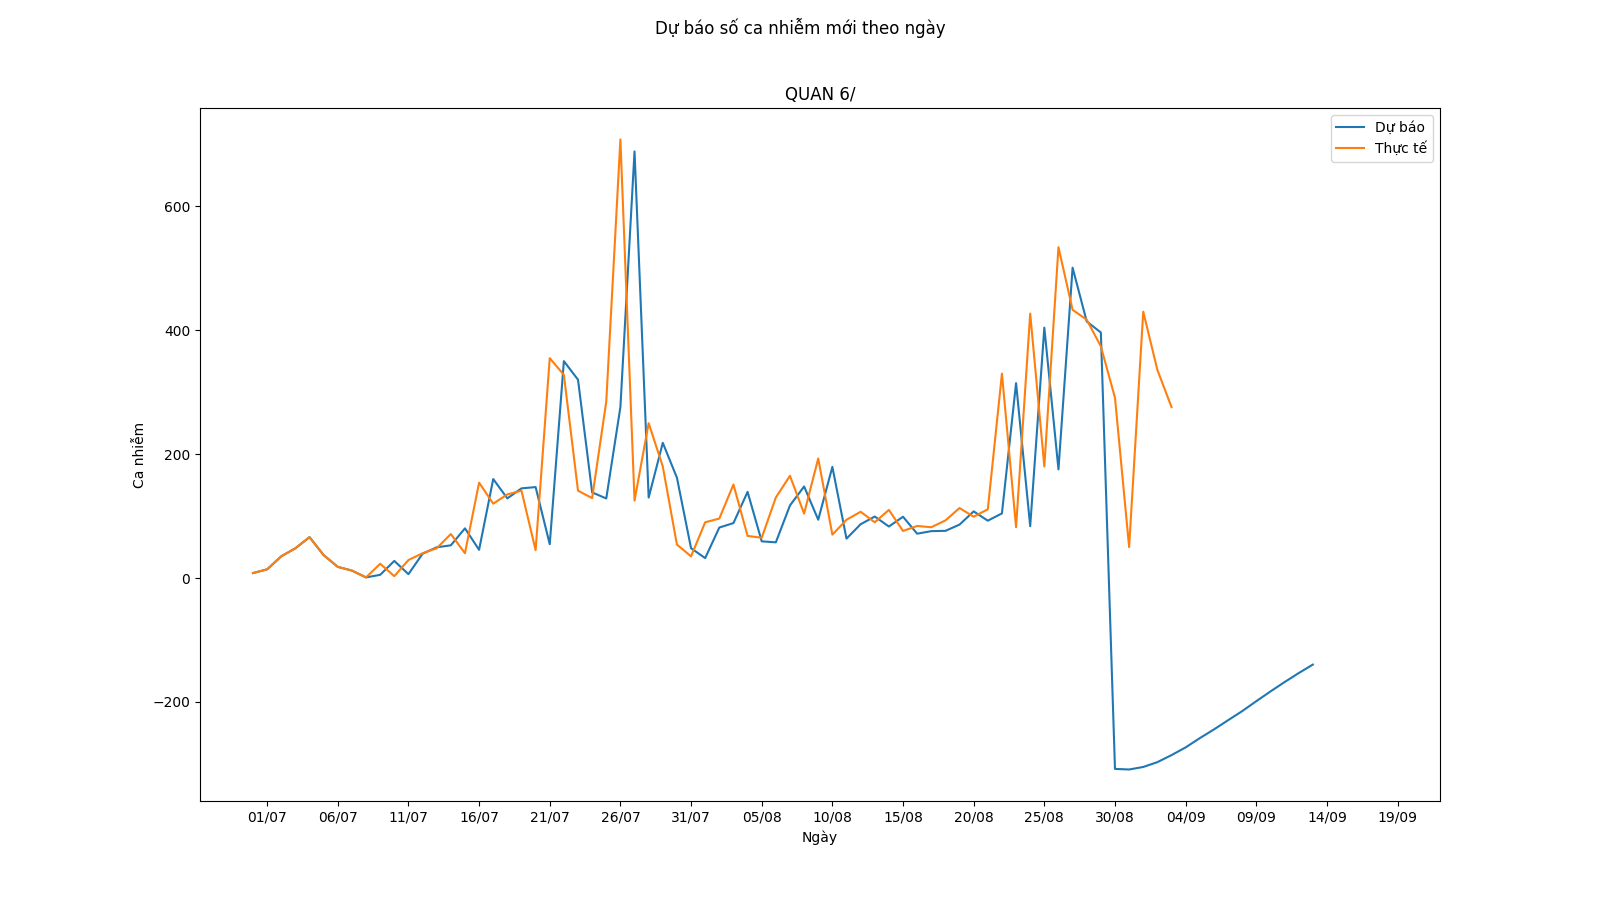 Dự báo số ca nhiễm mới theo ngày
QUAN 6/
Dự báo
Thực tế
600
400
200
0
−200
Ca nhiễm
01/07 06/07 11/07 16/07 21/07 26/07 31/07 05/08 10/08 15/08 20/08 25/08 30/08 04/09 09/09 14/09 19/09
Ngày